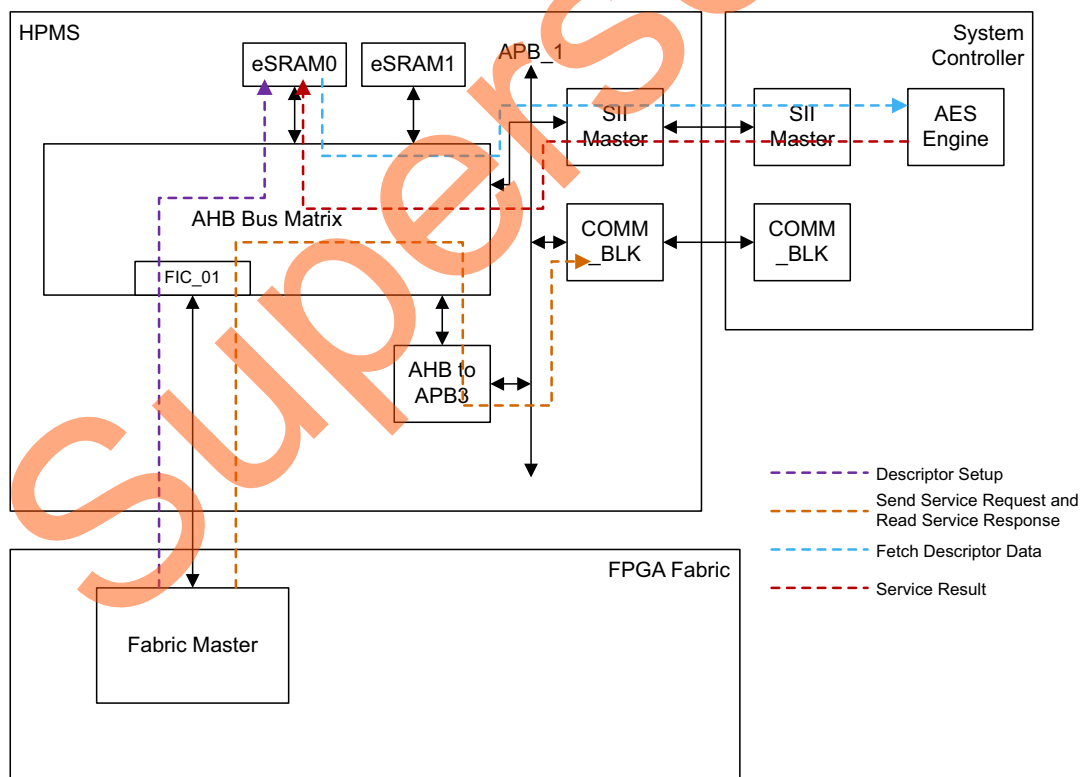 HPMS
System
Controller
eSRAM0
eSRAM1
APB_1
SII
Master
SII
Master
AES
Engine
AHB Bus Matrix
COMM
_BLK
COMM
_BLK
FIC_01
AHB to
APB3
Descriptor Setup
Send Service Request and
Read Service Response
Fetch Descriptor Data
Service Result
FPGA Fabric
Fabric Master
Superse